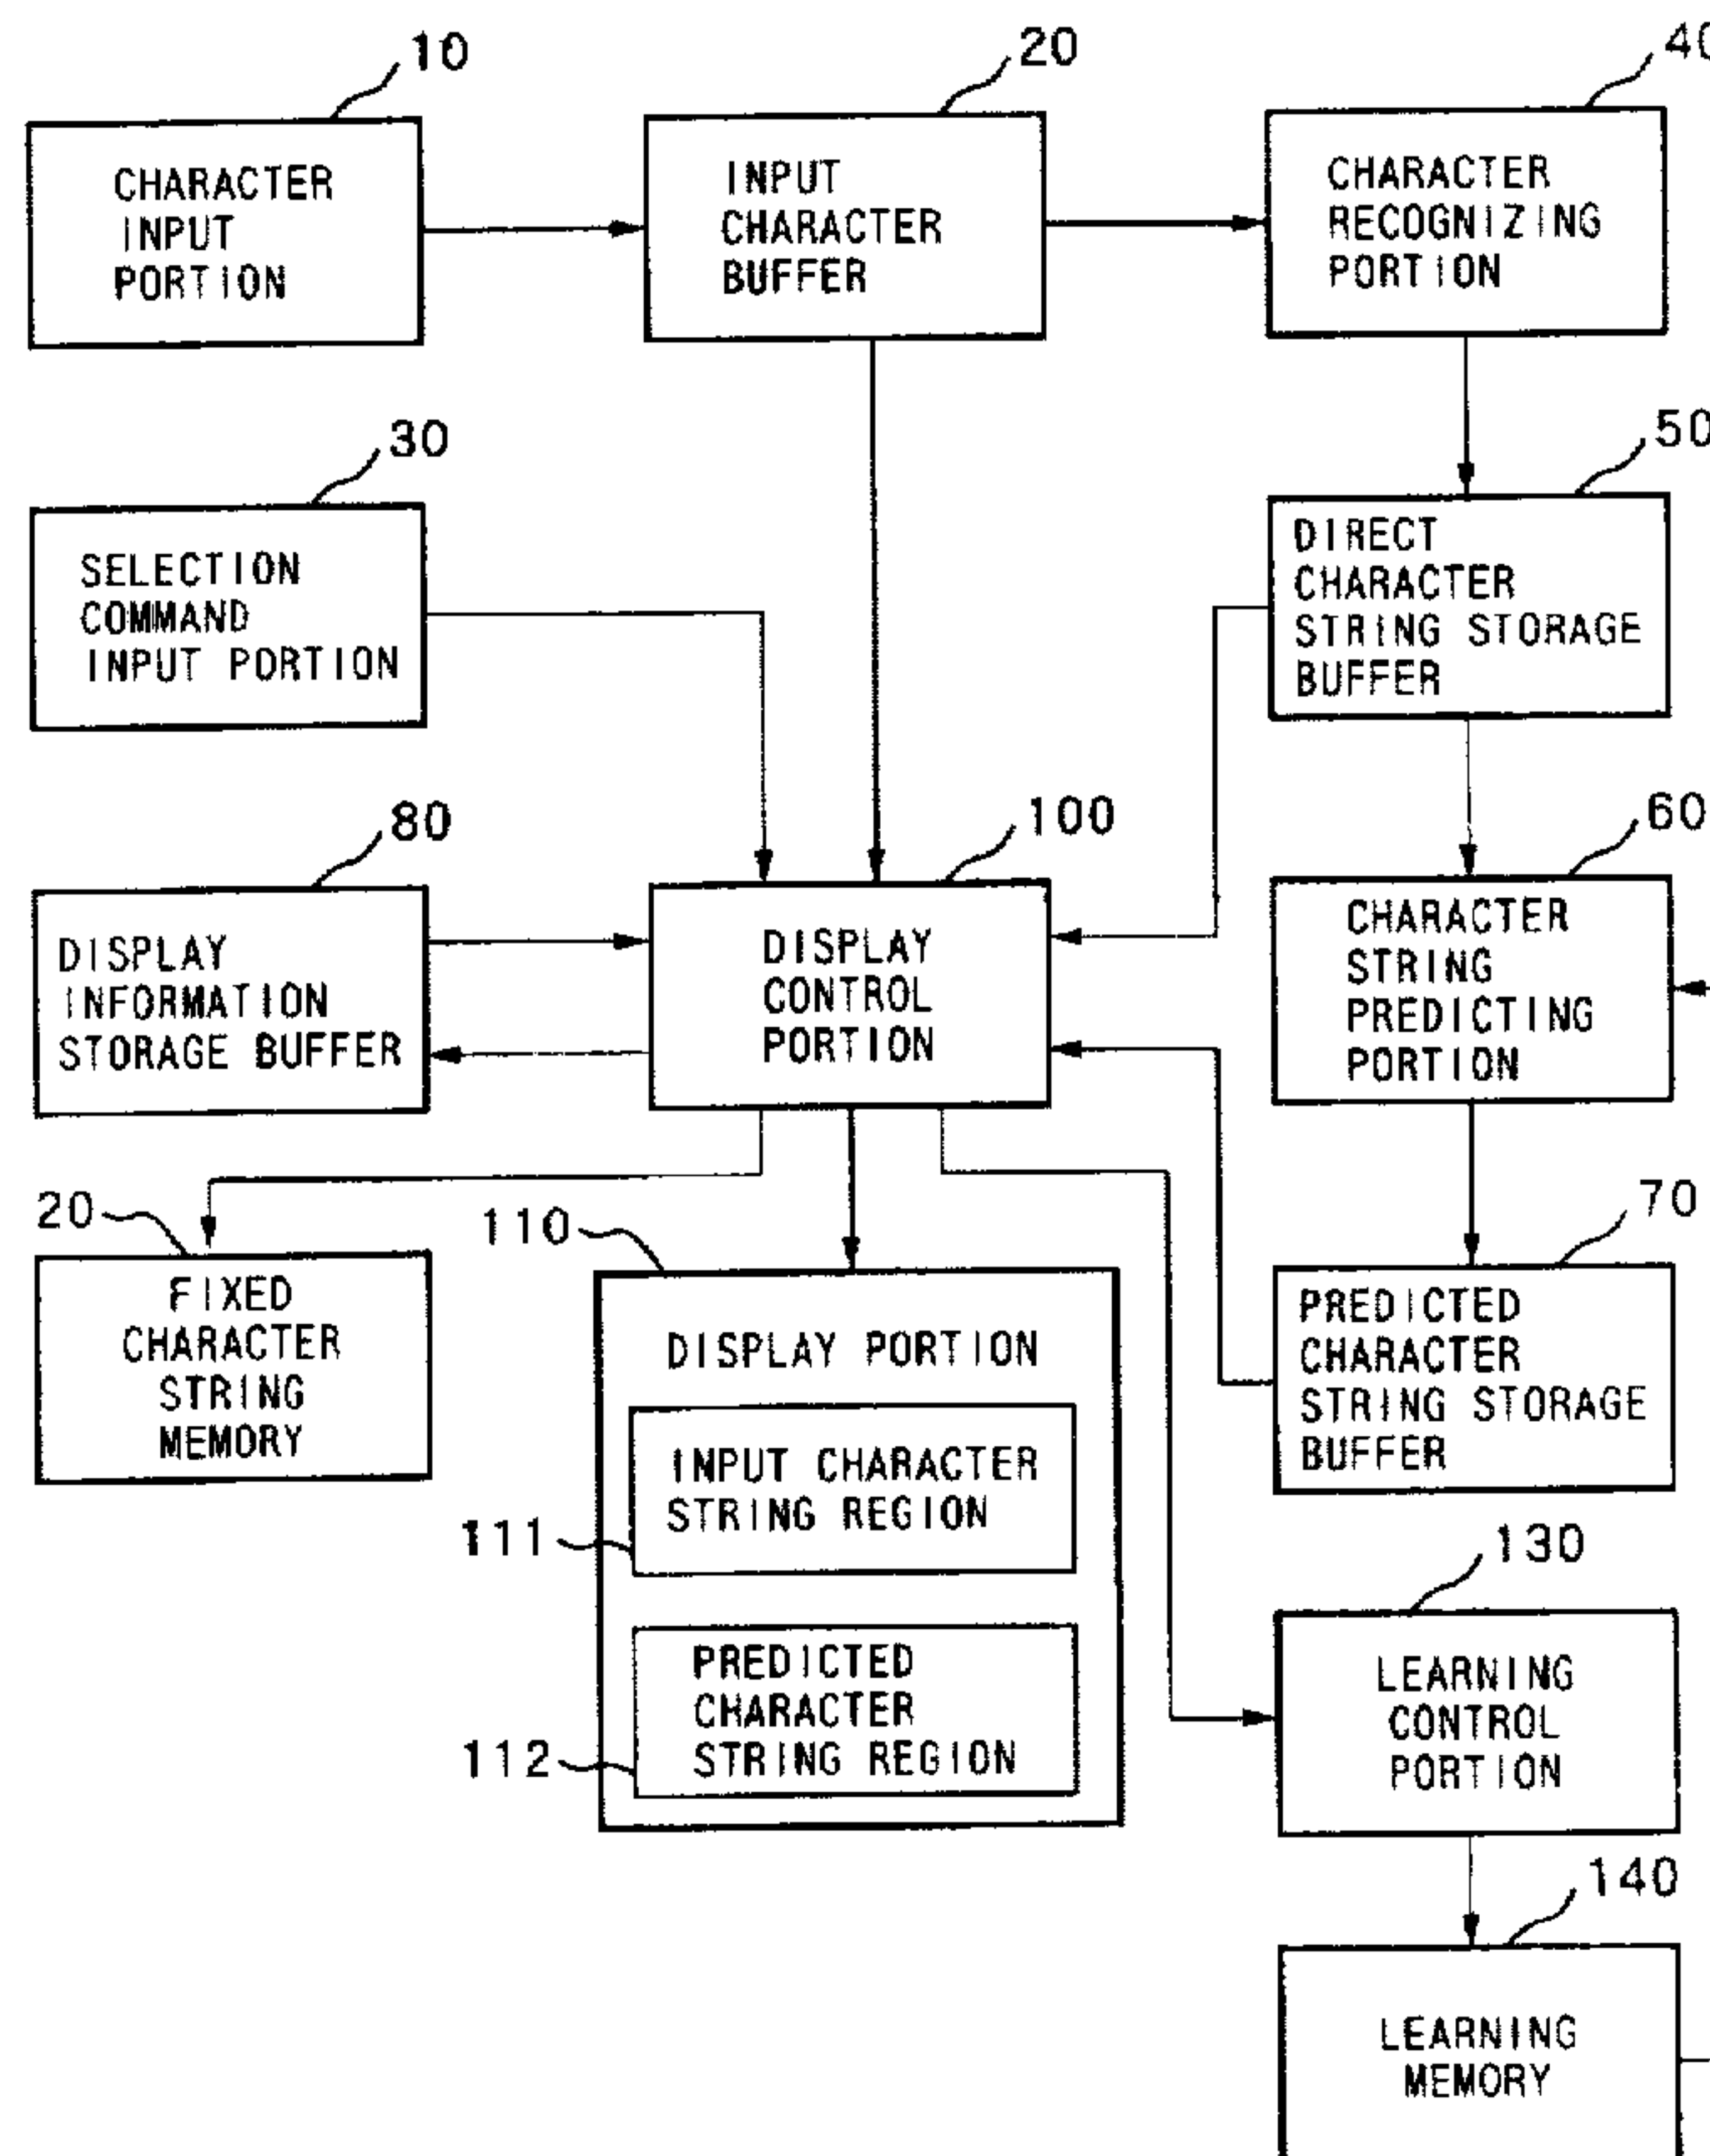 10
CHARACTER
INPUT
PORTION
20
INPUT
CHARACTER
BUFFER
40
CHARACTER
RECOGNIZING
PORTION
30
SELECTION
COMMAND
INPUT PORTION
50
DIRECT
CHARACTER
STRING STORAGE
BUFFER
80
DISPLAY
INFORMATION
STORAGE BUFFER
100
DISPLAY
CONTROL
PORTION
60
CHARACTER
STRING
PREDICTING
PORTION
20
FIXED
CHARACTER
STRING
MEMORY
110
DISPLAY PORTION
111
INPUT CHARACTER
STRING REGION
112
PREDICTED
CHARACTER
STRING REGION
70
PREDICTED
CHARACTER
STRING STORAGE
BUFFER
130
LEARNING
CONTROL
PORTION
140
LEARNING
MEMORY